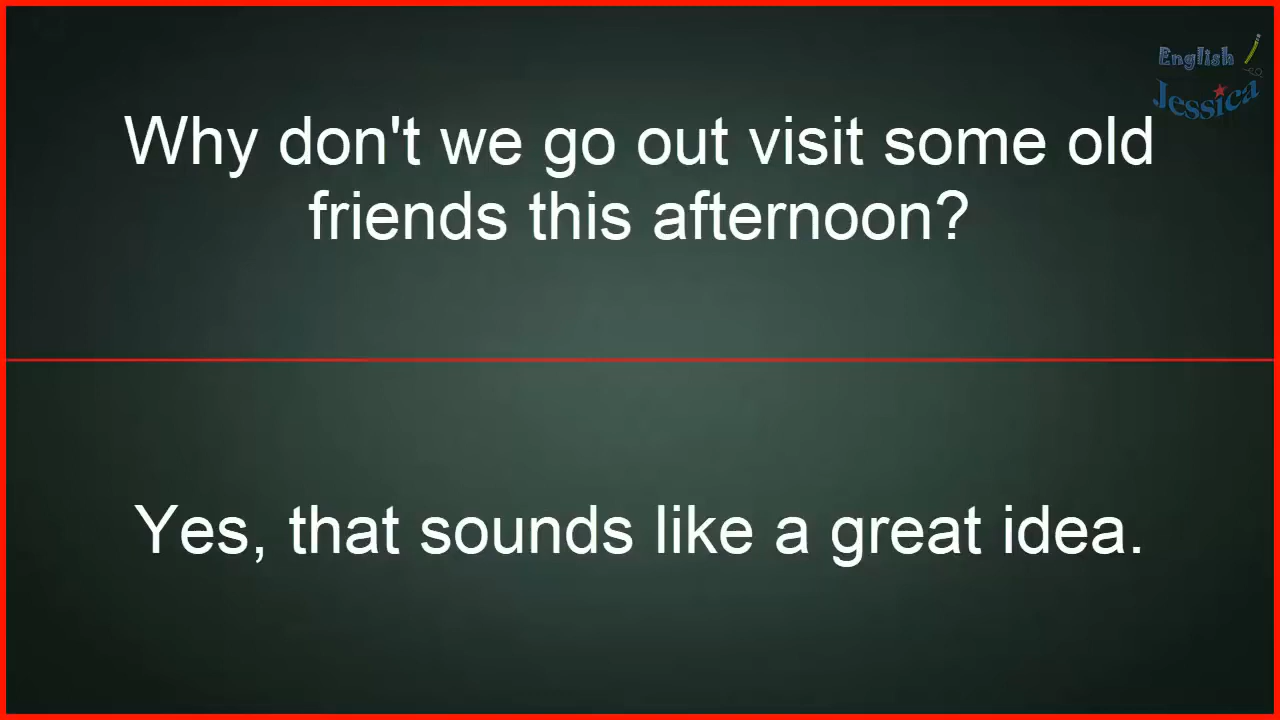 English
Jessica
Why don't we go out visit some old
friends this afternoon?
Yes, that sounds like a great idea.